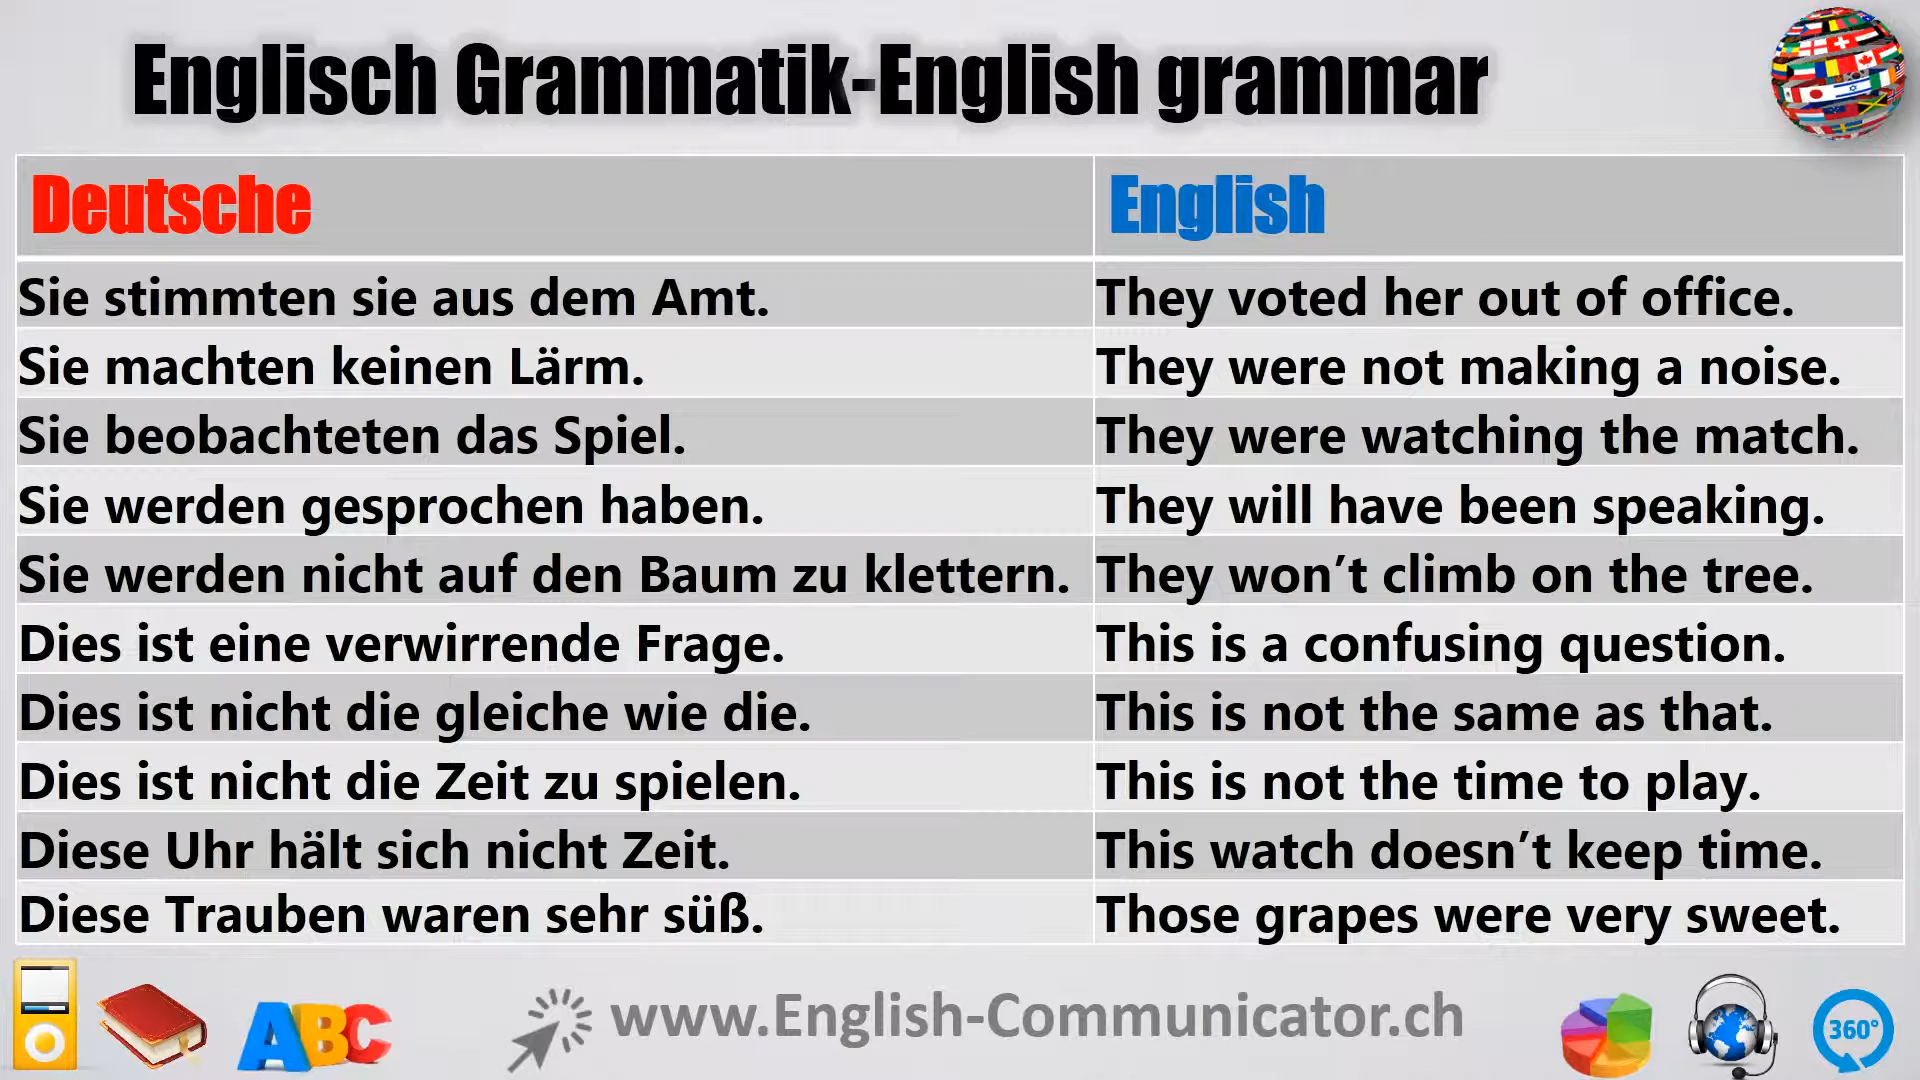 Englisch Grammatik-English grammar
Deutsche English
Sie stimmten sie aus dem Amt. They voted her out of office.
Sie machten keinen Lärm. They were not making a noise.
Sie beobachteten das Spiel. They were watching the match.
Sie werden gesprochen haben. They will have been speaking.
Sie werden nicht auf den Baum zu klettern. They won’t climb on the tree.
Dies ist eine verwirrende Frage. This is a confusing question.
Dies ist nicht die gleiche wie die. This is not the same as that.
Dies ist nicht die Zeit zu spielen. This is not the time to play.
Diese Uhr hält sich nicht Zeit. This watch doesn’t keep time.
Diese Trauben waren sehr süß. Those grapes were very sweet.
ABC www.English-Communicator.ch 360°